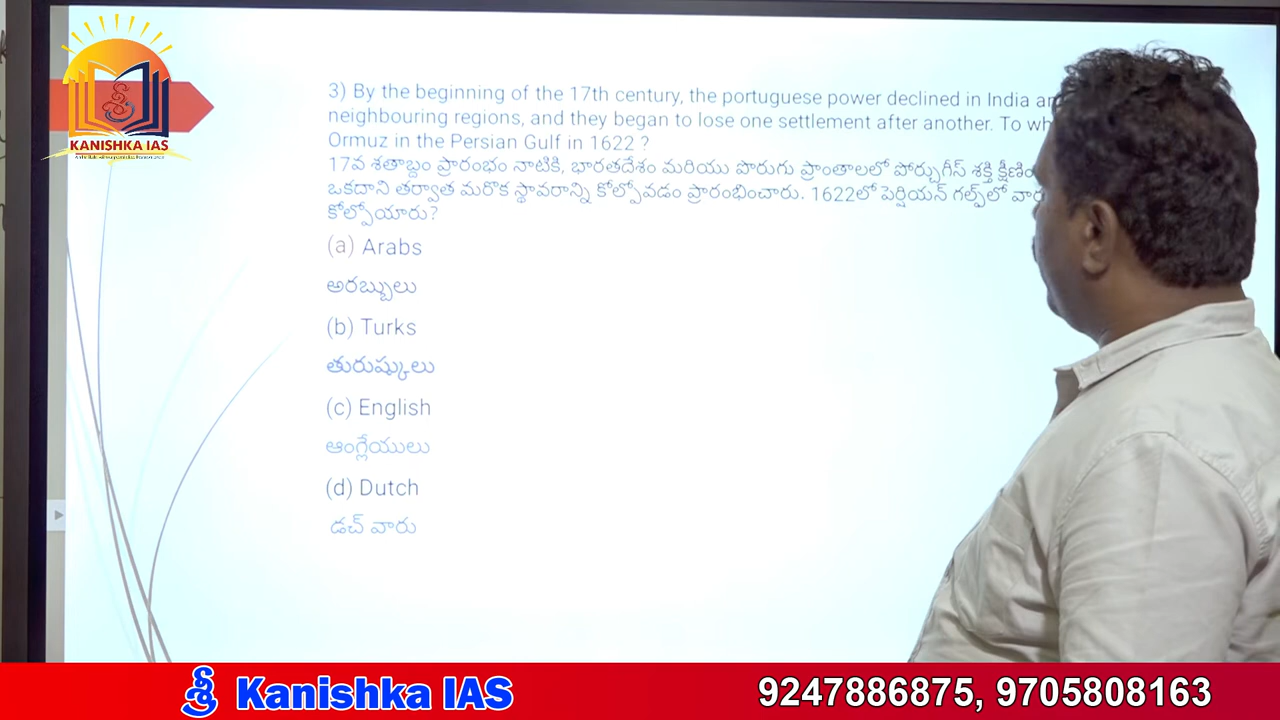 KANISHKA IAS
3) By the beginning of the 17th century, the portuguese power declined in India
neighbouring regions, and they began to lose one settlement after another. To
Ormuz in the Persian Gulf in 1622 ?
17వ శతాబ్దం ప్రారంభం నాటికి, భారతదేశం మరియు పొరుగు ప్రాంతాలలో పోర్చుగీస్ శక్తి
ఒకదాని తర్వాత మరొక స్థావరాన్ని కోల్పోవడం ప్రారంభించారు. 1622లో పెర్షియన్ గల్ఫ్‌లో
కోల్పోయారు?
(a) Arabs
అరబ్బులు
(b) Turks
తురుష్కులు
(c) English
ఆంగ్లేయులు
(d) Dutch
డచ్ వారు
శ్రీ Kanishka IAS
9247886875, 9705808163